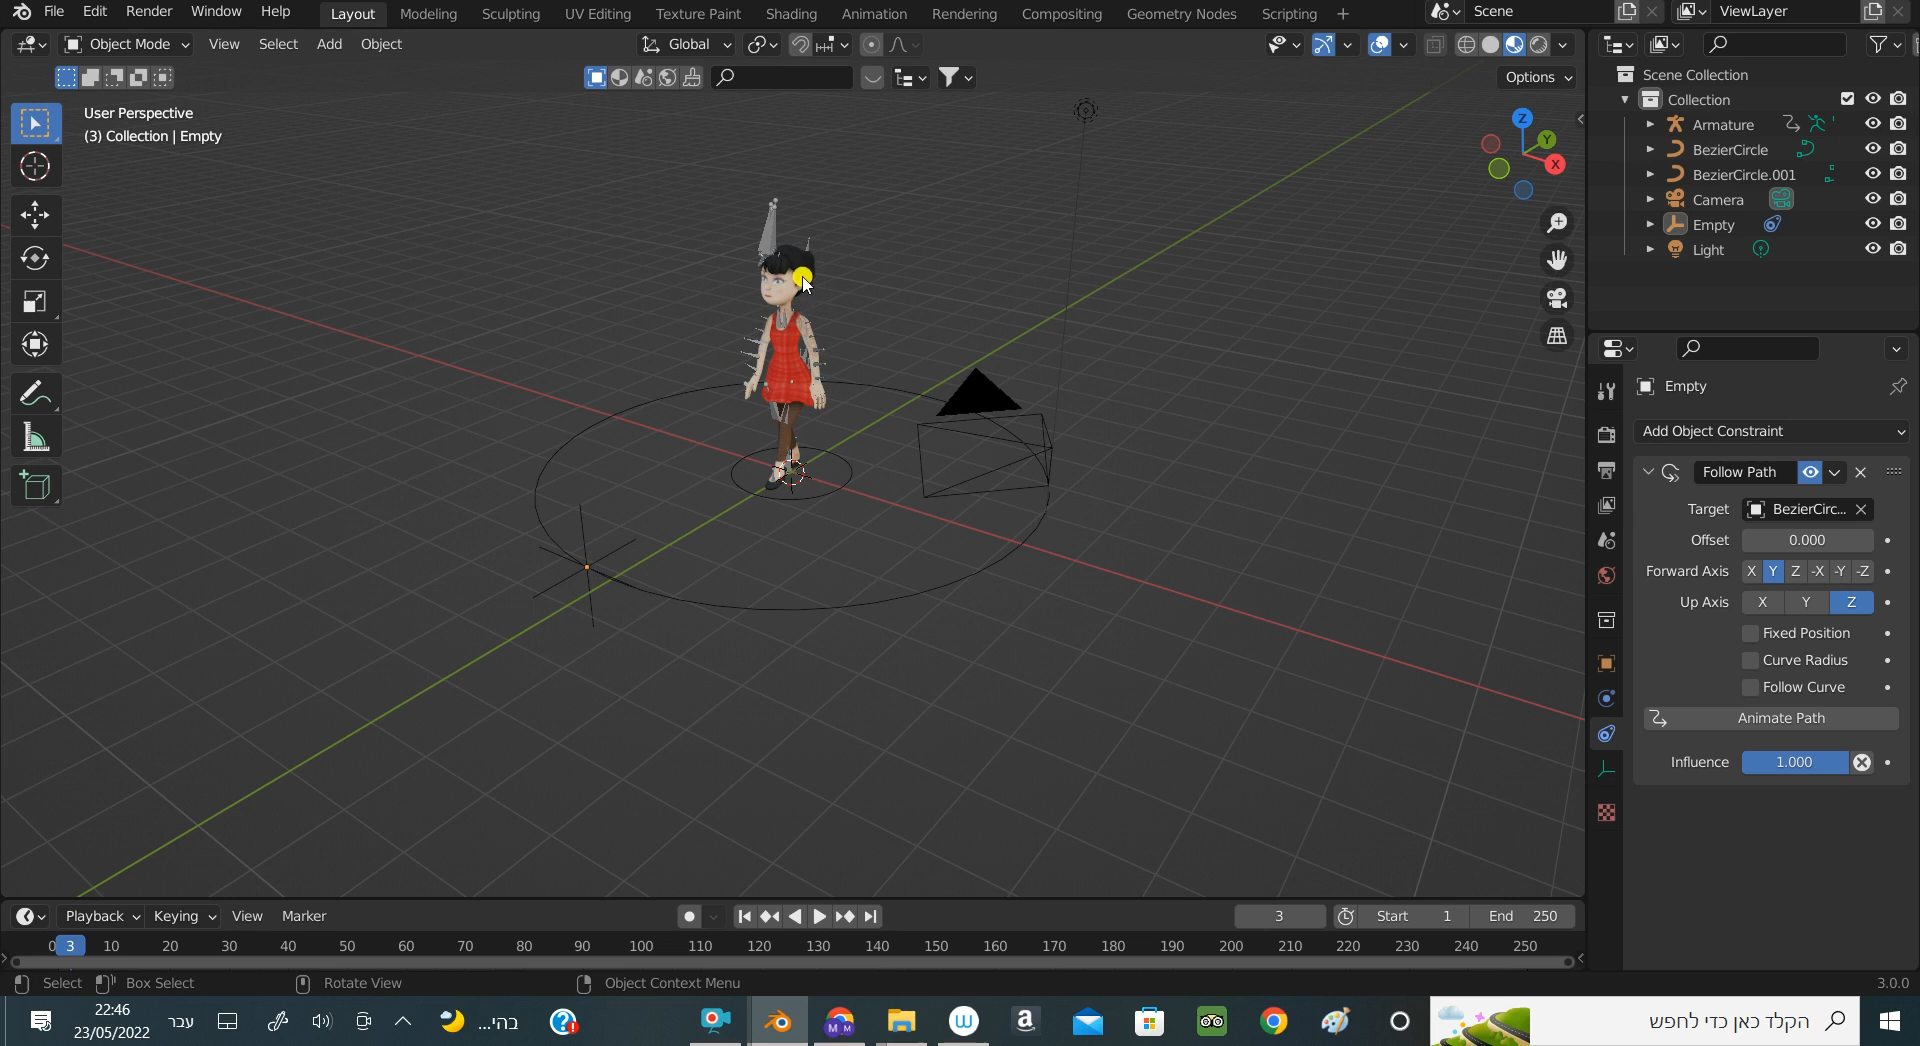 File Edit Render Window Help Layout Modeling Sculpting UV Editing Texture Paint Shading Animation Rendering Compositing Geometry Nodes Scripting + Scene ViewLayer
Object Mode View Select Add Object Global
Options
User Perspective
(3) Collection | Empty
Z
Y
X
Scene Collection
Collection
Armature
BezierCircle
BezierCircle.001
Camera
Empty
Light
Empty
Add Object Constraint
Follow Path
Target BezierCirc...
Offset 0.000
Forward Axis X Y Z -X -Y -Z
Up Axis X Y Z
Fixed Position
Curve Radius
Follow Curve
Animate Path
Influence 1.000
Playback Keying View Marker 3 Start 1 End 250
0 3 10 20 30 40 50 60 70 80 90 100 110 120 130 140 150 160 170 180 190 200 210 220 230 240 250
Select Box Select Rotate View Object Context Menu 3.0.0
22:46
23/05/2022
עבר
בהי...
הקלד כאן כדי לחפש